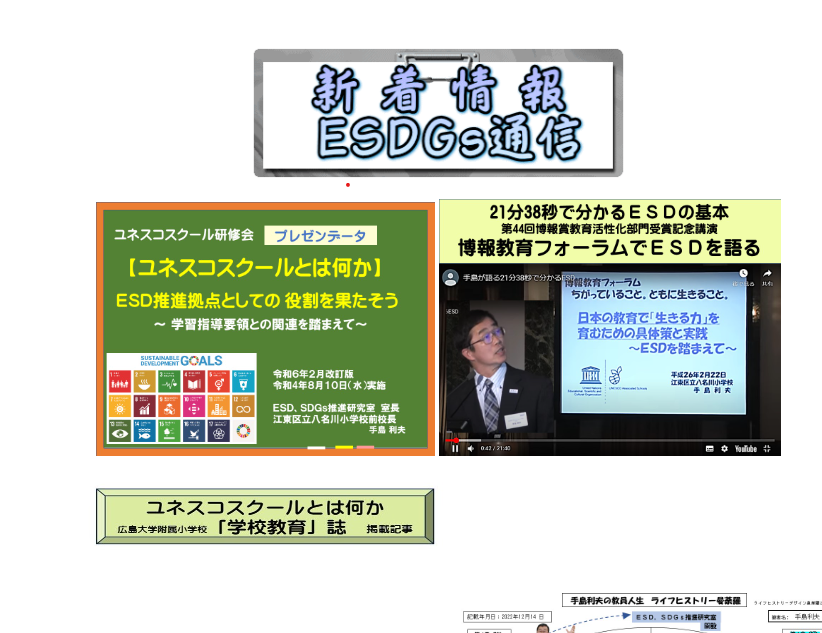 新着情報
ESDGs通信
ユネスコスクール研修会 プレゼンデータ
【ユネスコスクールとは何か】
ESD推進拠点としての 役割を果たそう
～ 学習指導要領との関連を踏まえて～
SUSTAINABLE DEVELOPMENT GOALS
令和6年2月改訂版
令和4年8月10日(水)実施
ESD、SDGs推進研究室 室長
江東区立八名川小学校前校長
手島 利夫
21分38秒で分かるＥＳＤの基本
第44回博報賞教育活性化部門受賞記念講演
博報教育フォーラムでＥＳＤを語る
手島が語る21分38秒で分かるESD
博報教育フォーラム
ちがっていること。ともに生きること。
日本の教育で「生きる力」を
育むための具体策と実践
～ESDを踏まえて～
平成26年2月22日
江東区立八名川小学校
手 島 利 夫
0:42 / 21:40
YouTube
ユネスコスクールとは何か
広島大学附属小学校 「学校教育」誌 掲載記事
手島利夫の教員人生 ライフヒストリー曼荼羅
記載年月日：2022年12月14日
ESD、SDGs推進研究室
手島利夫